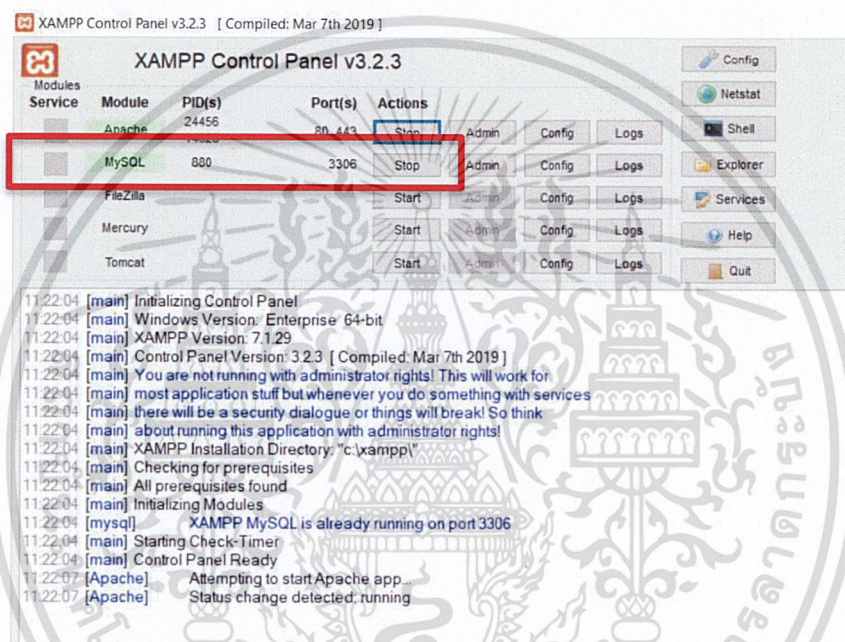 XAMPP Control Panel v3.2.3 [ Compiled: Mar 7th 2019 ]
XAMPP Control Panel v3.2.3
Config
Modules
Service Module PID(s) Port(s) Actions
Netstat
24456
Apache 80, 443 Stop Admin Config Logs
Shell
MySQL 880 3306 Stop Admin Config Logs
Explorer
FileZilla Start Admin Config Logs
Services
Mercury Start Admin Config Logs
Help
Tomcat Start Admin Config Logs
Quit
11:22:04 [main] Initializing Control Panel
11:22:04 [main] Windows Version: Enterprise 64-bit
11:22:04 [main] XAMPP Version: 7.1.29
11:22:04 [main] Control Panel Version: 3.2.3 [ Compiled: Mar 7th 2019 ]
11:22:04 [main] You are not running with administrator rights! This will work for
11:22:04 [main] most application stuff but whenever you do something with services
11:22:04 [main] there will be a security dialogue or things will break! So think
11:22:04 [main] about running this application with administrator rights!
11:22:04 [main] XAMPP Installation Directory: "c:\xampp\"
11:22:04 [main] Checking for prerequisites
11:22:04 [main] All prerequisites found
11:22:04 [main] Initializing Modules
11:22:04 [mysql] XAMPP MySQL is already running on port 3306
11:22:04 [main] Starting Check-Timer
11:22:04 [main] Control Panel Ready
11:22:07 [Apache] Attempting to start Apache app...
11:22:07 [Apache] Status change detected: running